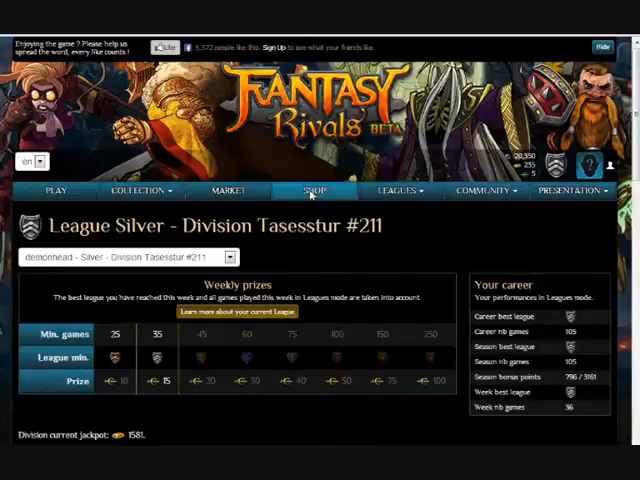 Enjoying the game ? Please help us
spread the word, every like counts !
Like
5,372 people like this. Sign Up to see what your friends like
Hide
FANTASY
Rivals BETA
en
20,350
235
5
PLAY
COLLECTION
MARKET
SHOP
LEAGUES
COMMUNITY
PRESENTATION
League Silver - Division Tasesstur #211
demonhead - Silver - Division Tasesstur #211
Weekly prizes
The best league you have reached this week and all games played this week in Leagues mode are taken into account.
Learn more about your current League
Min. games 25 35 45 60 75 100 150 250
League min.
Prize 10 15 20 30 40 50 75 100
Your career
Your performances in Leagues mode.
Career best league
Career nb games 105
Season best league
Season nb games 105
Season bonus points 796 / 3161
Week best league
Week nb games 36
Division current jackpot: 1581.